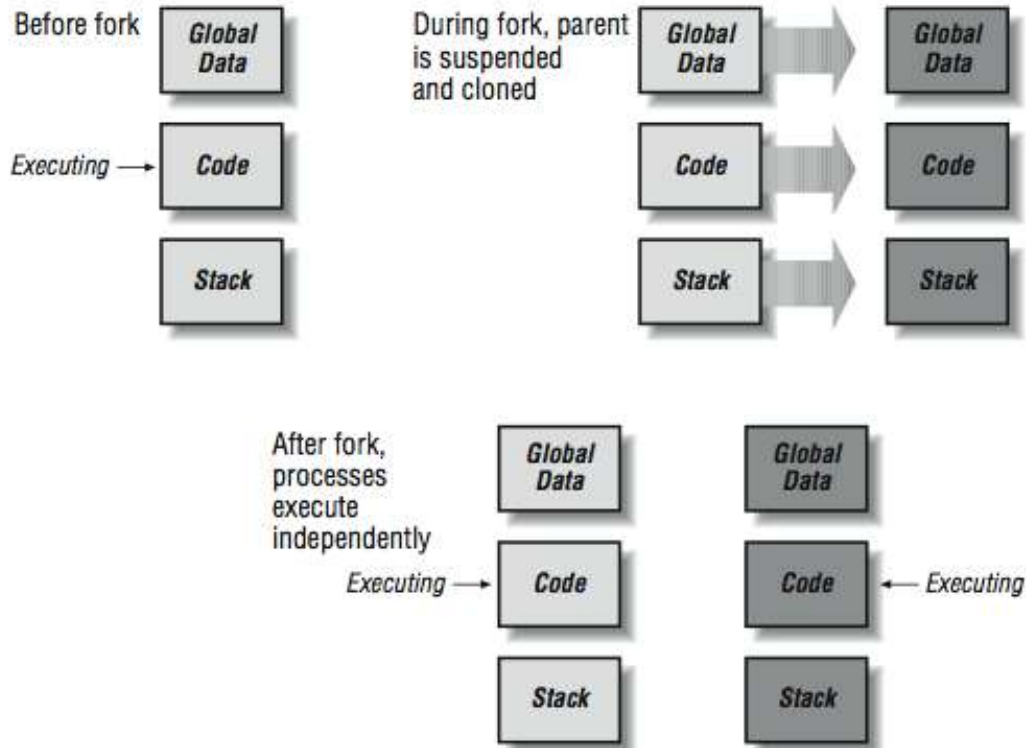 Before fork
Global
Data
Executing
Code
Stack
During fork, parent
is suspended
and cloned
Global
Data
Global
Data
Code
Code
Stack
Stack
After fork,
processes
execute
independently
Global
Data
Global
Data
Executing
Code
Code
Executing
Stack
Stack